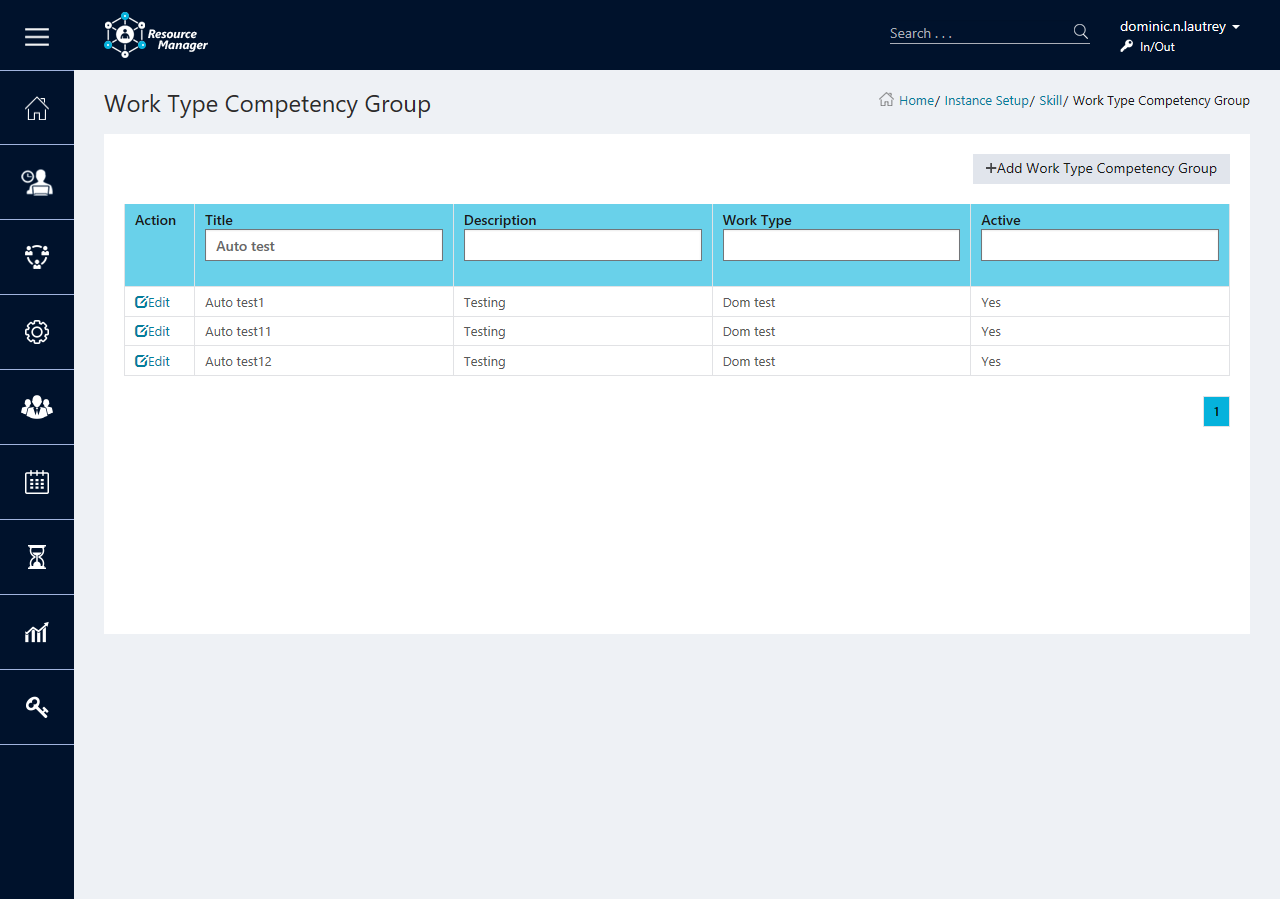 Resource
Manager
Search . . .
dominic.n.lautrey
In/Out
Work Type Competency Group
Home/ Instance Setup/ Skill/ Work Type Competency Group
+Add Work Type Competency Group
Action Title Description Work Type Active
Auto test
Edit Auto test1 Testing Dom test Yes
Edit Auto test11 Testing Dom test Yes
Edit Auto test12 Testing Dom test Yes
1